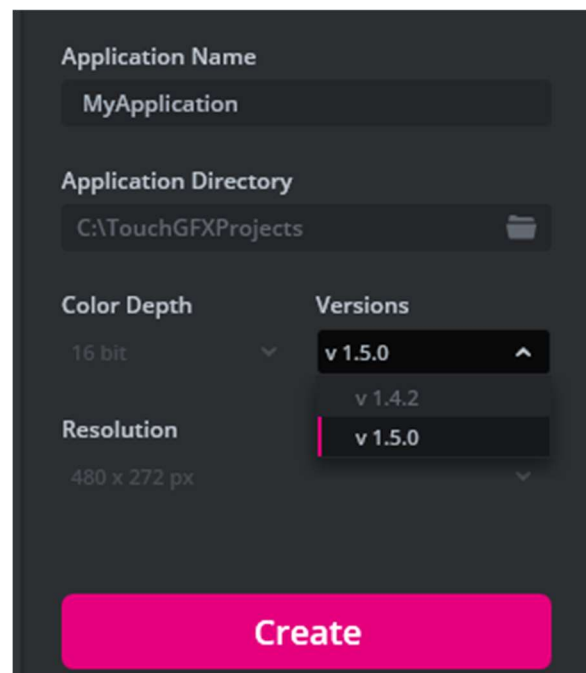 Application Name
MyApplication
Application Directory
C:\TouchGFXProjects
Color Depth
Versions
16 bit
v 1.5.0
v 1.4.2
v 1.5.0
Resolution
480 x 272 px
Create